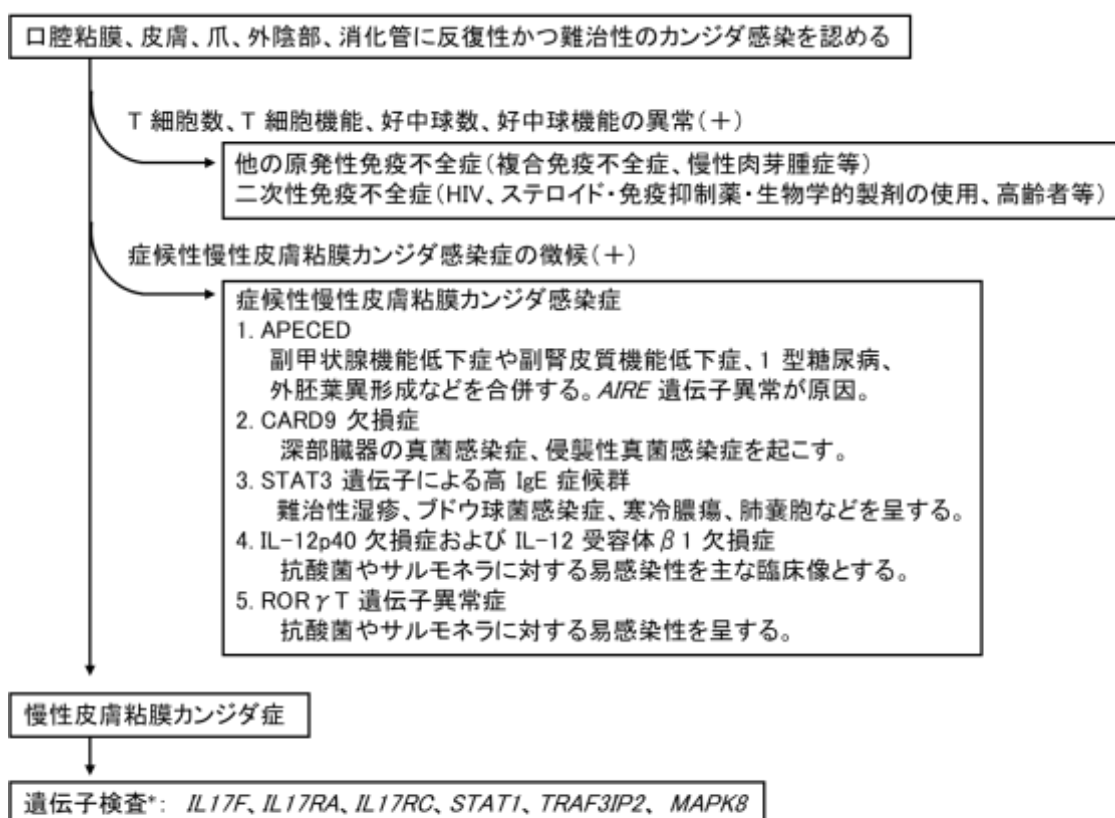 口腔粘膜、皮膚、爪、外陰部、消化管に反復性かつ難治性のカンジダ感染を認める
T 細胞数、T 細胞機能、好中球数、好中球機能の異常(+)
他の原発性免疫不全症(複合免疫不全症、慢性肉芽腫症等)
二次性免疫不全症(HIV、ステロイド・免疫抑制薬・生物学的製剤の使用、高齢者等)
症候性慢性皮膚粘膜カンジダ感染症の徴候(+)
症候性慢性皮膚粘膜カンジダ感染症
1. APECED
副甲状腺機能低下症や副腎皮質機能低下症、1 型糖尿病、
外胚葉異形成などを合併する。AIRE 遺伝子異常が原因。
2. CARD9 欠損症
深部臓器の真菌感染症、侵襲性真菌感染症を起こす。
3. STAT3 遺伝子による高 IgE 症候群
難治性湿疹、ブドウ球菌感染症、寒冷膿瘍、肺嚢胞などを呈する。
4. IL-12p40 欠損症および IL-12 受容体β1 欠損症
抗酸菌やサルモネラに対する易感染性を主な臨床像とする。
5. RORγT 遺伝子異常症
抗酸菌やサルモネラに対する易感染性を呈する。
慢性皮膚粘膜カンジダ症
遺伝子検査*: IL17F、IL17RA、IL17RC、STAT1、TRAF3IP2、 MAPK8